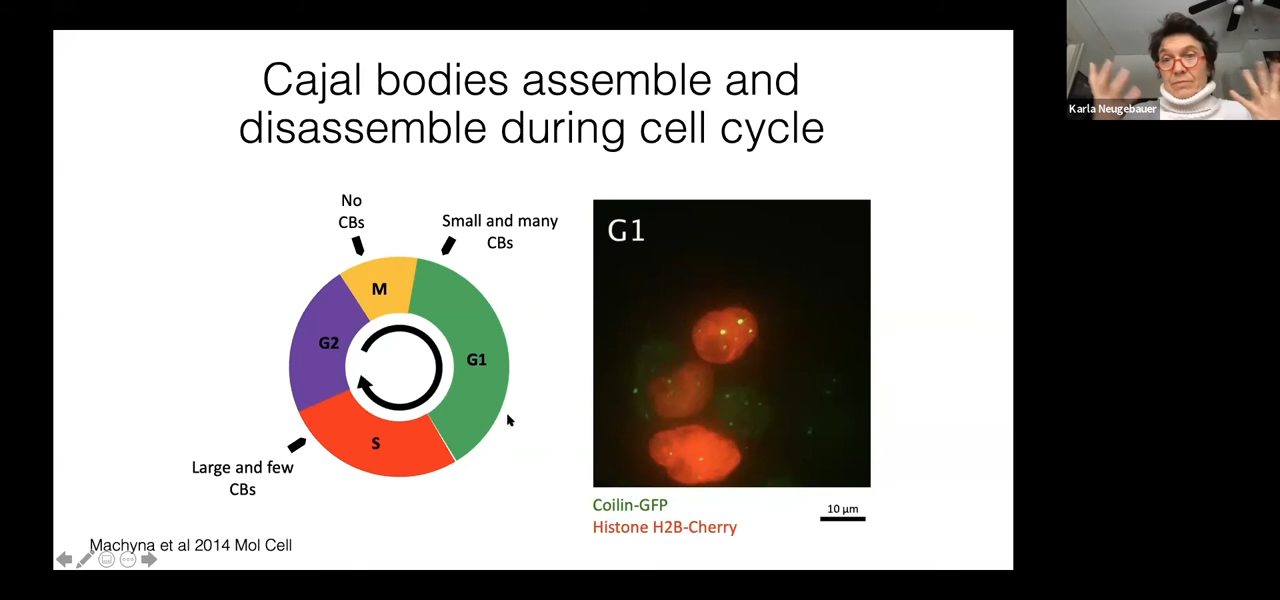 Cajal bodies assemble and
disassemble during cell cycle
No
CBs
Small and many
CBs
M
G2
G1
S
Large and few
CBs
G1
Coilin-GFP
Histone H2B-Cherry
10 µm
Machyna et al 2014 Mol Cell
Karla Neugebauer